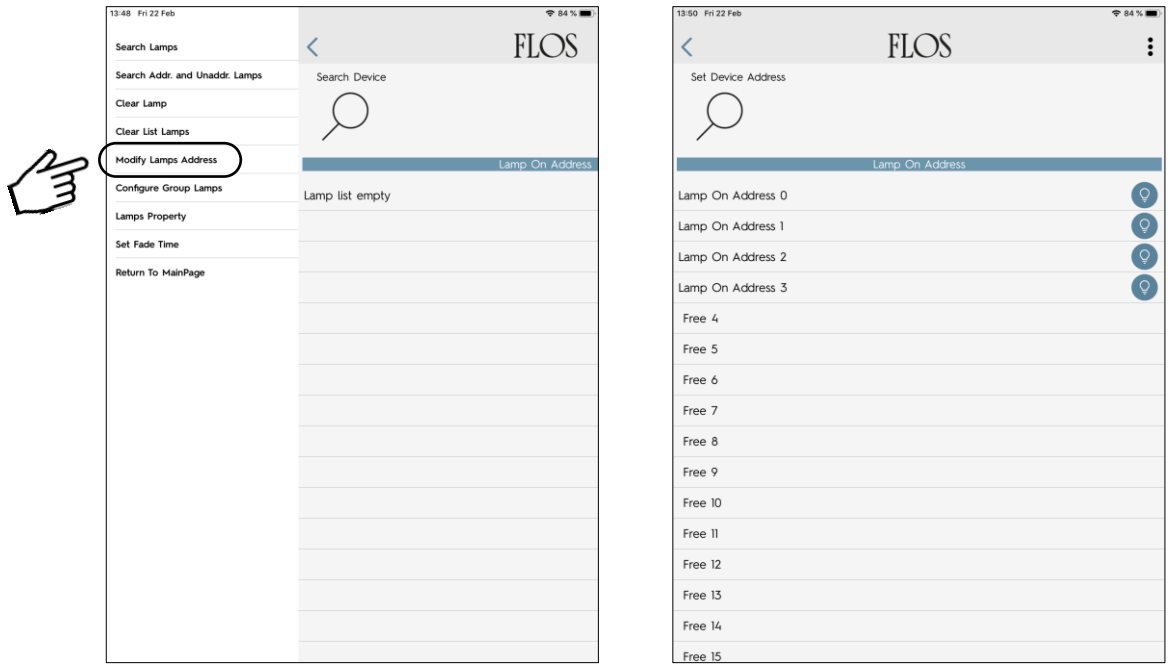 13:48 Fri 22 Feb
84 %
Search Lamps
Search Addr. and Unaddr. Lamps
Clear Lamp
Clear List Lamps
Modify Lamps Address
Configure Group Lamps
Lamps Property
Set Fade Time
Return To MainPage
FLOS
Search Device
Lamp On Address
Lamp list empty
13:50 Fri 22 Feb
84 %
FLOS
Set Device Address
Lamp On Address
Lamp On Address 0
Lamp On Address 1
Lamp On Address 2
Lamp On Address 3
Free 4
Free 5
Free 6
Free 7
Free 8
Free 9
Free 10
Free 11
Free 12
Free 13
Free 14
Free 15